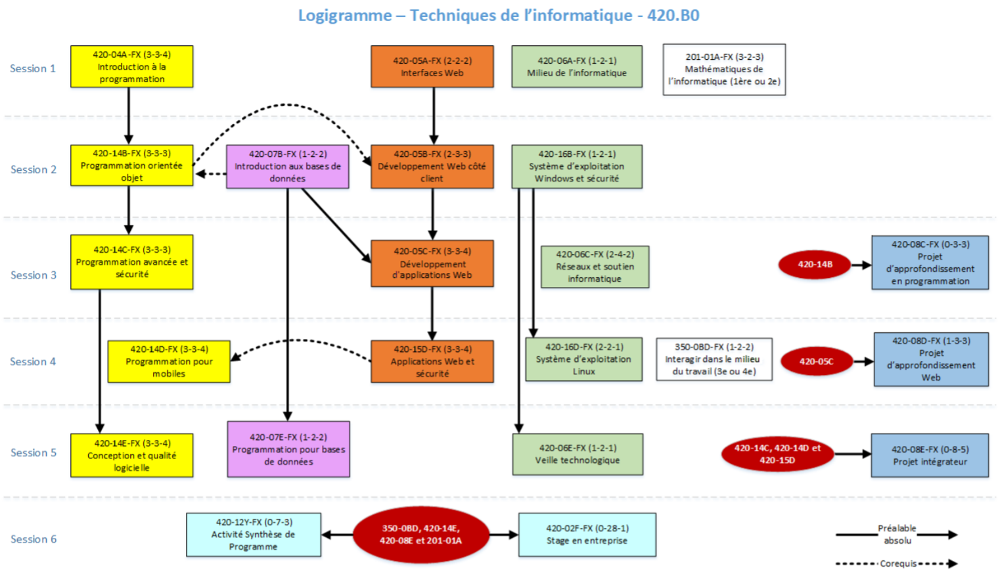 Logigramme – Techniques de l'informatique - 420.B0
Session 1
420-04A-FX (3-3-4)
Introduction à la
programmation
420-05A-FX (2-2-2)
Interfaces Web
420-06A-FX (1-2-1)
Milieu de l'informatique
201-01A-FX (3-2-3)
Mathématiques de
l'informatique (1ère ou 2e)
Session 2
420-14B-FX (3-3-3)
Programmation orientée
objet
420-07B-FX (1-2-2)
Introduction aux bases de
données
420-05B-FX (2-3-3)
Développement Web côté
client
420-16B-FX (1-2-1)
Système d'exploitation
Windows et sécurité
Session 3
420-14C-FX (3-3-3)
Programmation avancée et
sécurité
420-05C-FX (3-3-4)
Développement
d'applications Web
420-06C-FX (2-4-2)
Réseaux et soutien
informatique
420-14B
420-08C-FX (0-3-3)
Projet
d'approfondissement
en programmation
Session 4
420-14D-FX (3-3-4)
Programmation pour
mobiles
420-15D-FX (3-3-4)
Applications Web et
sécurité
420-16D-FX (2-2-1)
Système d'exploitation
Linux
350-0BD-FX (1-2-2)
Interagir dans le milieu
du travail (3e ou 4e)
420-05C
420-08D-FX (1-3-3)
Projet
d'approfondissement
Web
Session 5
420-14E-FX (3-3-4)
Conception et qualité
logicielle
420-07E-FX (1-2-2)
Programmation pour bases
de données
420-06E-FX (1-2-1)
Veille technologique
420-14C, 420-14D et
420-15D
420-08E-FX (0-8-5)
Projet intégrateur
Session 6
420-12Y-FX (0-7-3)
Activité Synthèse de
Programme
350-0BD, 420-14E,
420-08E et 201-01A
420-02F-FX (0-28-1)
Stage en entreprise
Préalable
absolu
Corequis